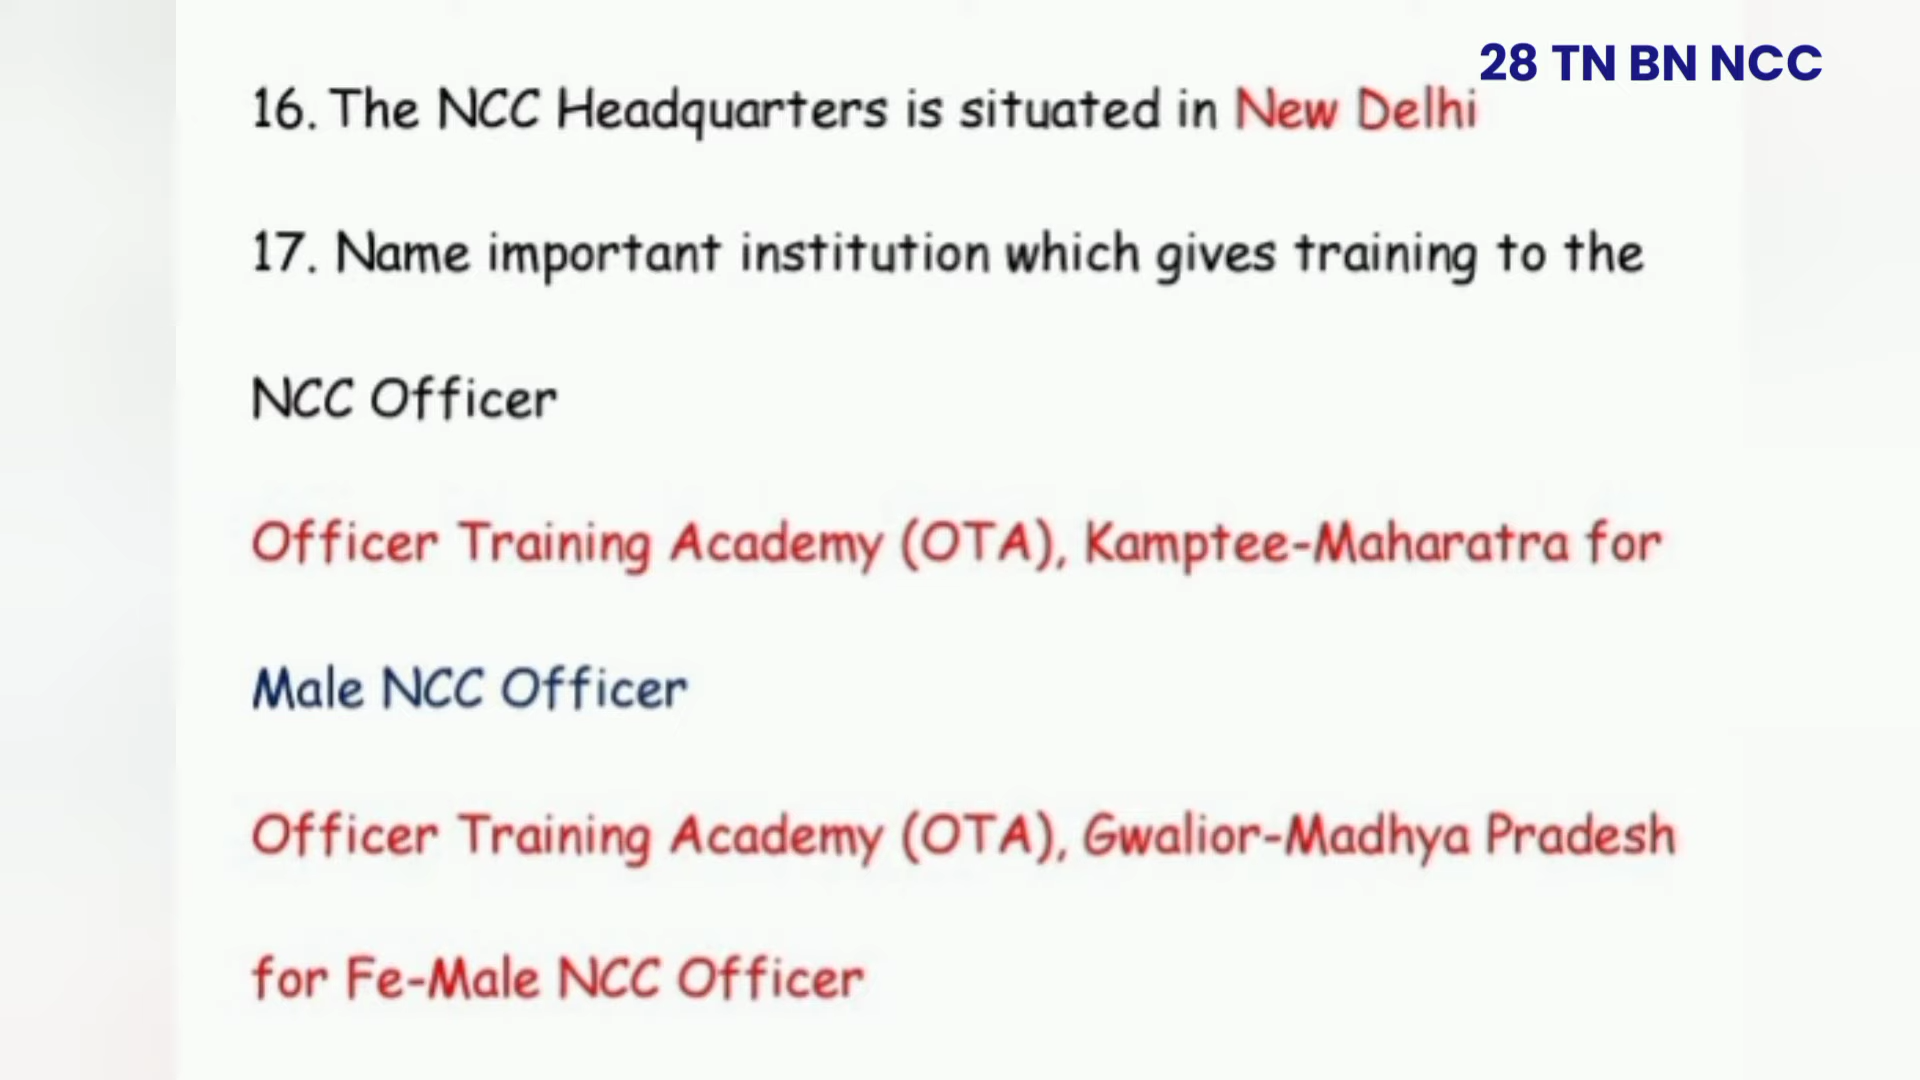 28 TN BN NCC
16. The NCC Headquarters is situated in New Delhi
17. Name important institution which gives training to the
NCC Officer
Officer Training Academy (OTA), Kamptee-Maharatra for
Male NCC Officer
Officer Training Academy (OTA), Gwalior-Madhya Pradesh
for Fe-Male NCC Officer